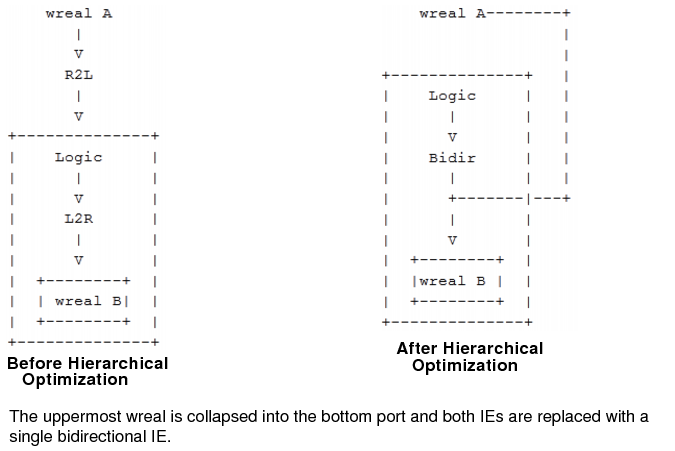 wreal A
|
V
R2L
|
V
+--------------+
| Logic |
| | |
| V |
| L2R |
| | |
| V |
| +--------+ |
| | wreal B| |
| +--------+ |
+--------------+
Before Hierarchical
Optimization
wreal A--------+
|
|
+--------------+ |
| Logic | |
| | | |
| V | |
| Bidir | |
| | | |
| +-------|---+
| | |
| V |
| +--------+ |
| |wreal B | |
| +--------+ |
+--------------+
After Hierarchical
Optimization
The uppermost wreal is collapsed into the bottom port and both IEs are replaced with a
single bidirectional IE.